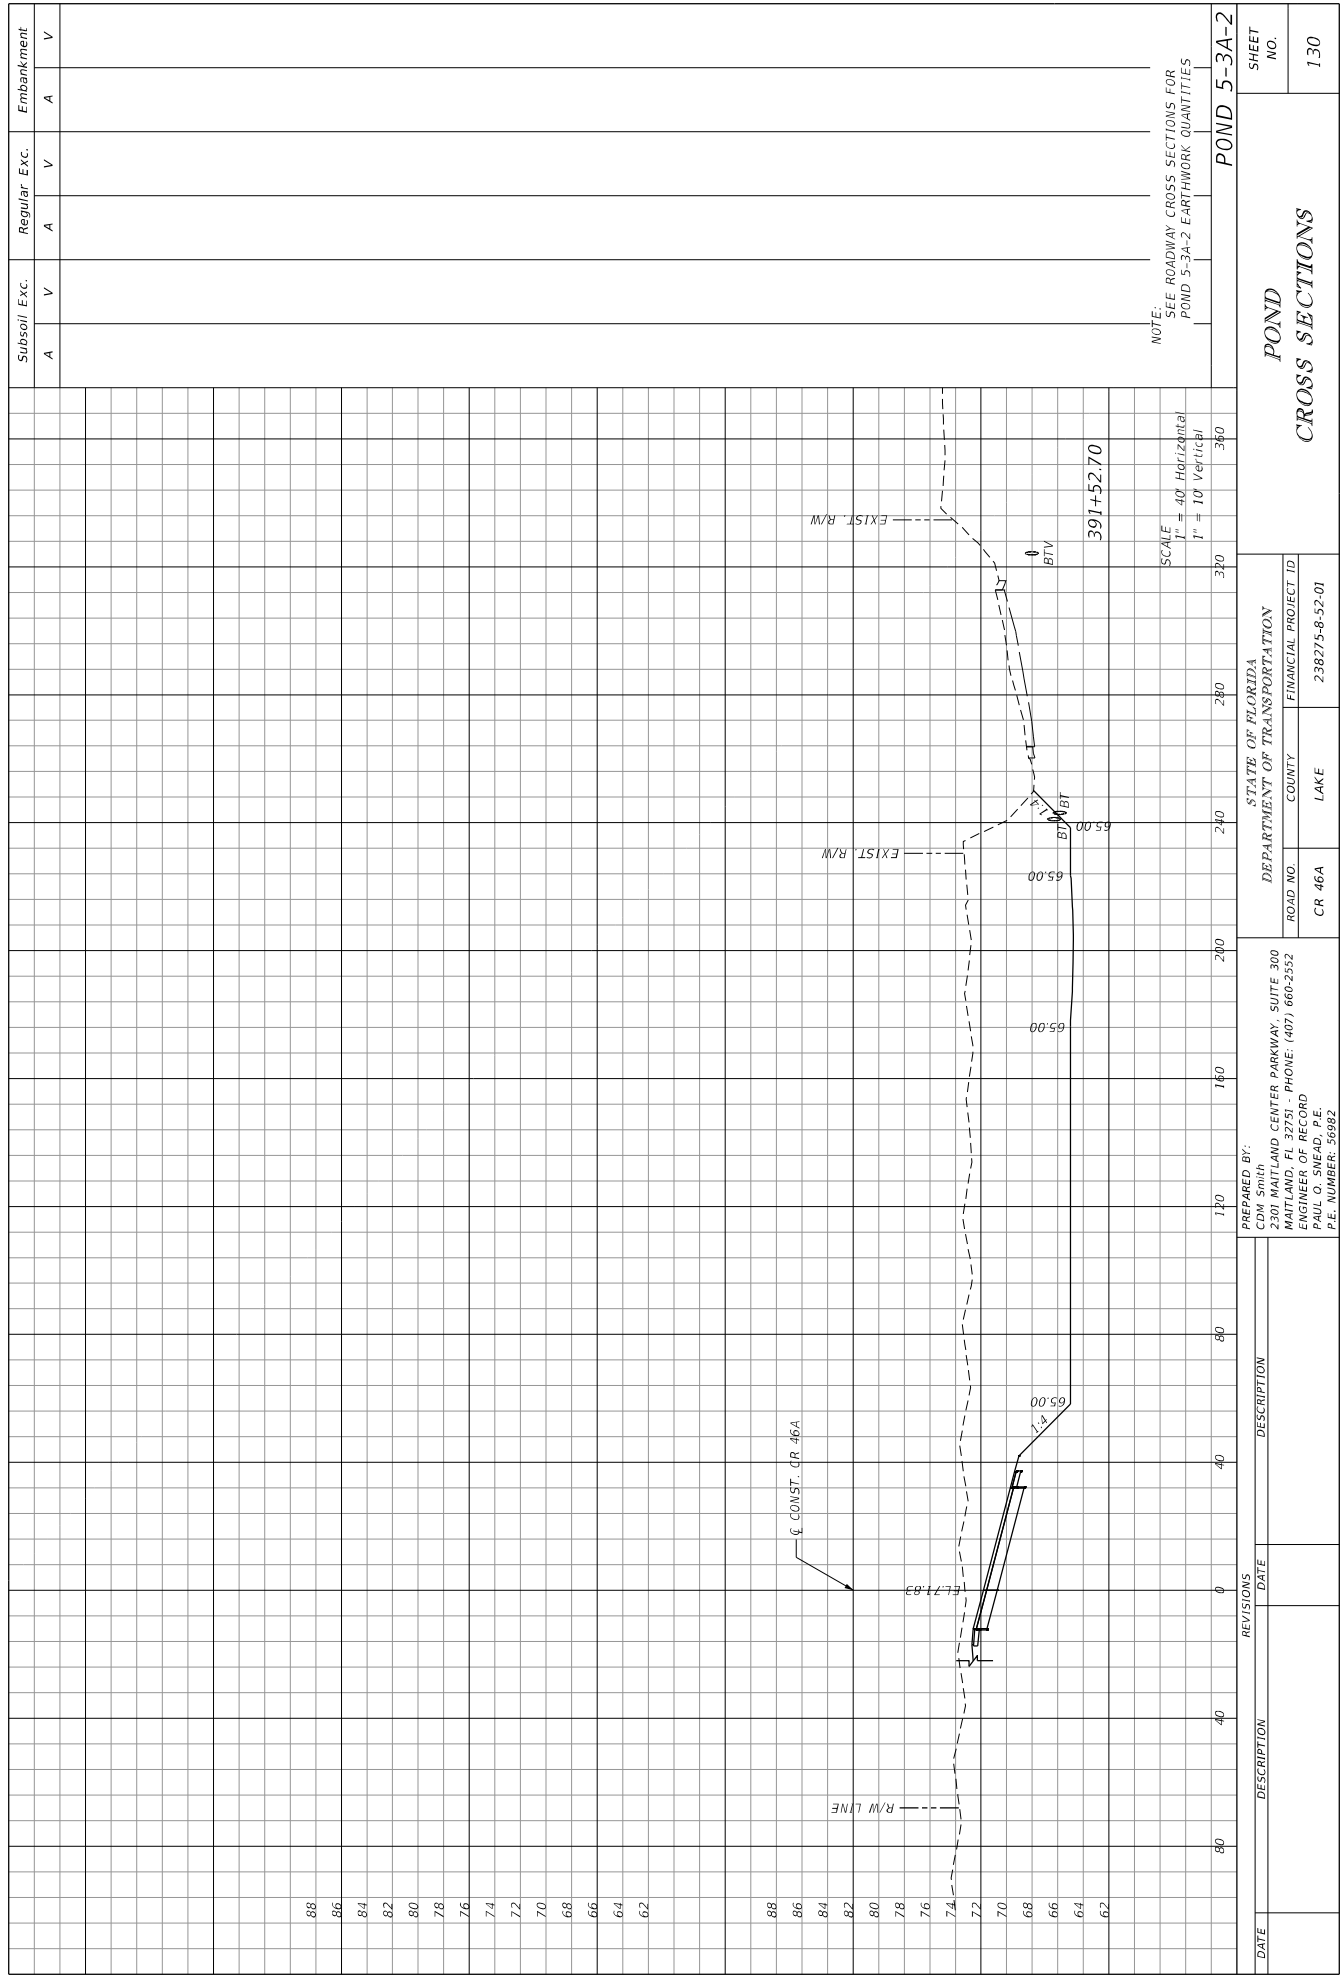 Subsoil Exc.
Regular Exc.
Embankment
A
V
A
V
A
V
88
86
84
82
80
78
76
74
72
70
68
66
64
62
88
86
84
82
80
78
76
74
72
70
68
66
64
62
R/W LINE
℄ CONST. CR 46A
EL.71.83
1:4
65.00
65.00
65.00
65.00
1:4
EXIST. R/W
BT
BT
EXIST. R/W
BTV
391+52.70
80
40
0
40
80
120
160
200
240
280
320
360
SCALE
1" = 40' Horizontal
1" = 10' Vertical
NOTE:
SEE ROADWAY CROSS SECTIONS FOR
POND 5-3A-2 EARTHWORK QUANTITIES
POND 5-3A-2
REVISIONS
DATE
DESCRIPTION
DATE
DESCRIPTION
PREPARED BY:
CDM Smith
2301 MAITLAND CENTER PARKWAY, SUITE 300
MAITLAND, FL 32751 - PHONE: (407) 660-2552
ENGINEER OF RECORD
PAUL O. SNEAD, P.E.
P.E. NUMBER: 56982
STATE OF FLORIDA
DEPARTMENT OF TRANSPORTATION
ROAD NO.
COUNTY
FINANCIAL PROJECT ID
CR 46A
LAKE
238275-8-52-01
POND
CROSS SECTIONS
SHEET
NO.
130